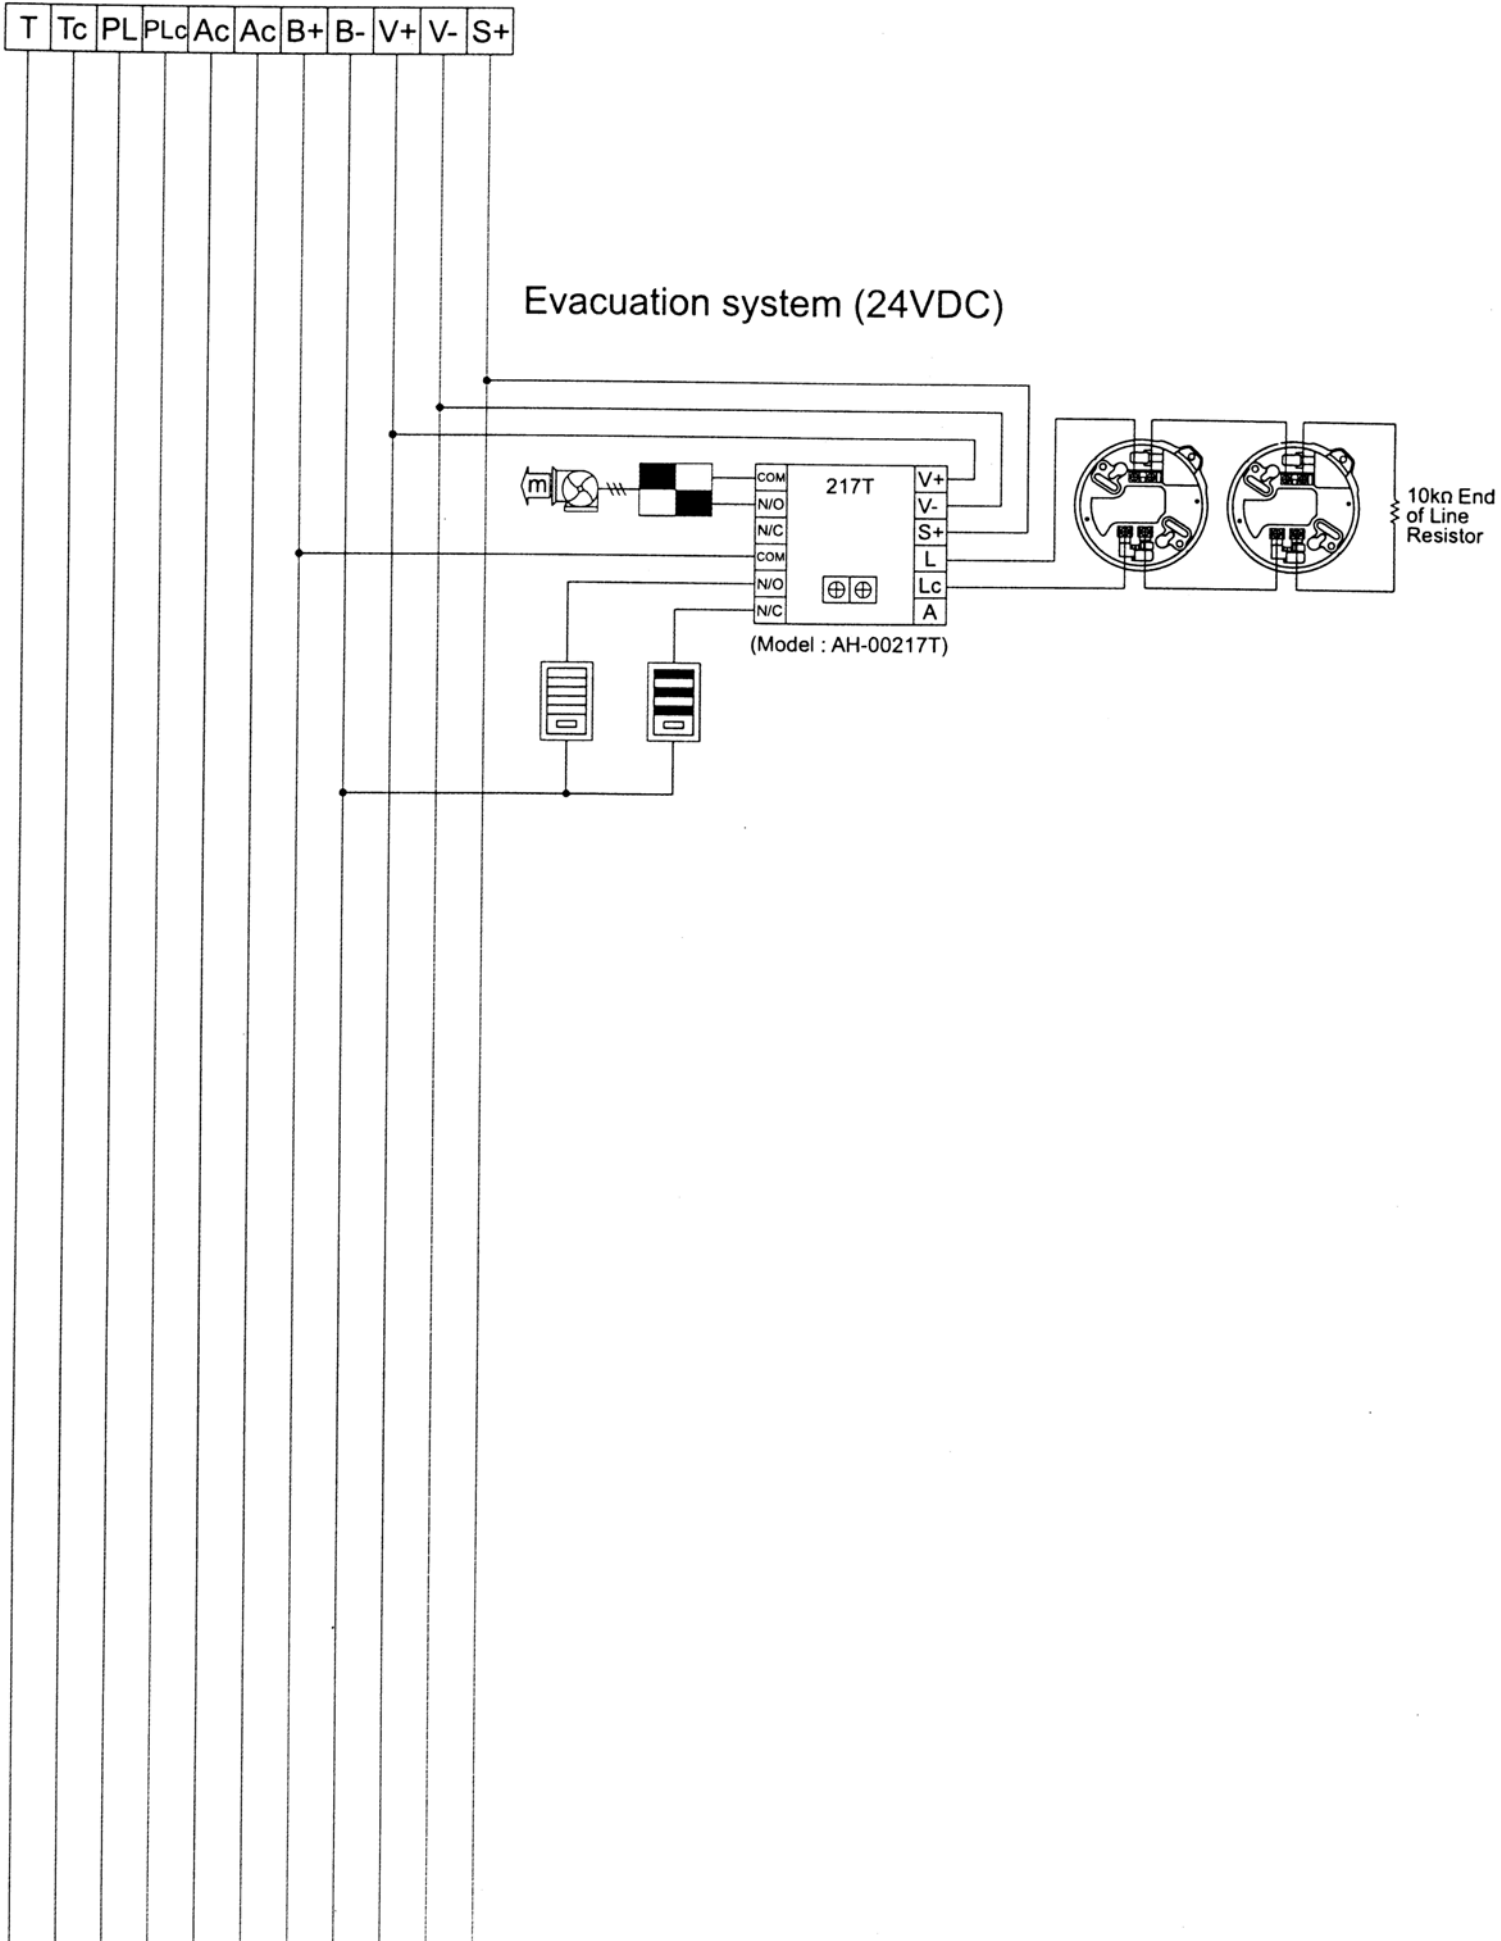 T Tc PL PLc Ac Ac B+ B- V+ V- S+
Evacuation system (24VDC)
m
COM
N/O
N/C
COM
N/O
N/C
217T
V+
V-
S+
L
Lc
A
(Model : AH-00217T)
10kΩ End
of Line
Resistor